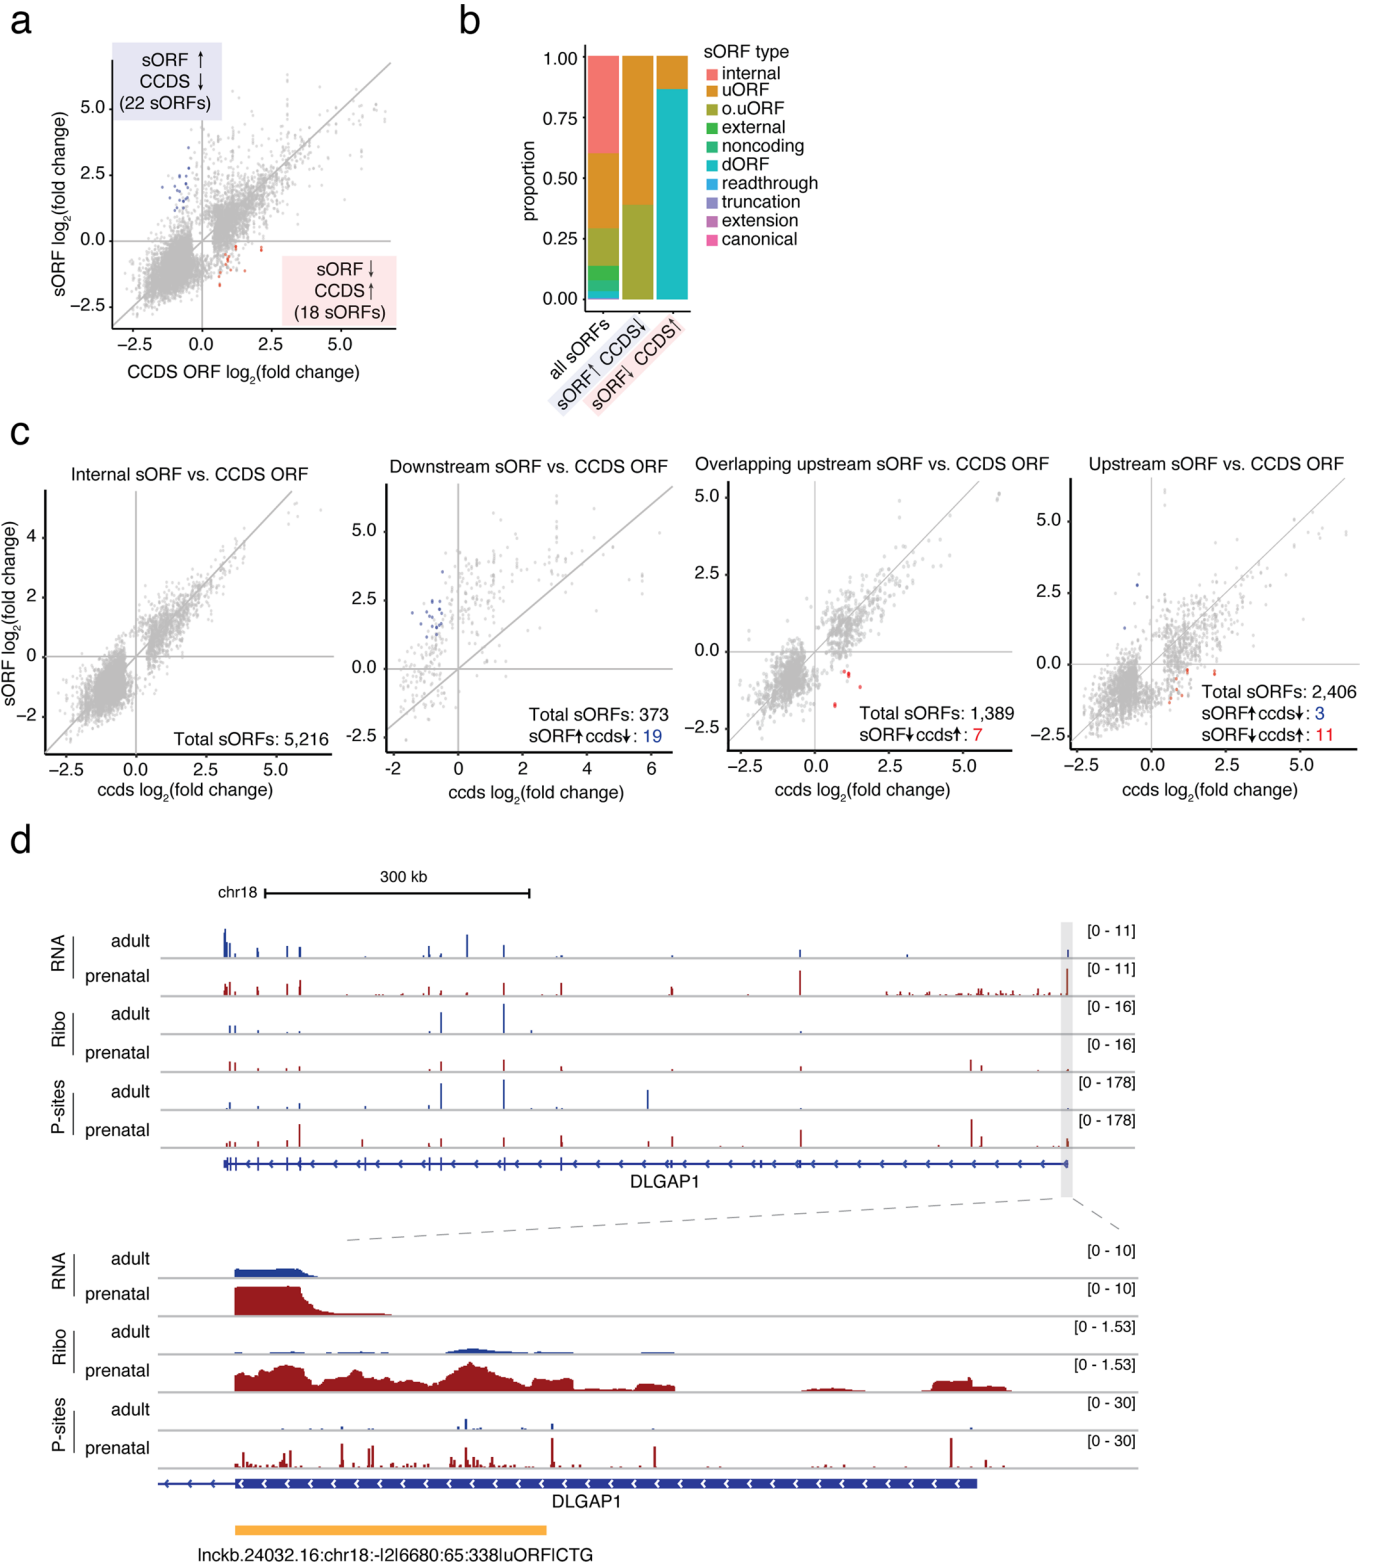 a
sORF ↑
CCDS ↓
(22 sORFs)
5.0
2.5
0.0
−2.5
sORF log2(fold change)
sORF ↓
CCDS ↑
(18 sORFs)
−2.5 0.0 2.5 5.0
CCDS ORF log2(fold change)
b
1.00
0.75
0.50
0.25
0.00
proportion
all sORFs
sORF↑ CCDS↓
sORF↓ CCDS↑
sORF type
internal
uORF
o.uORF
external
noncoding
dORF
readthrough
truncation
extension
canonical
c
Internal sORF vs. CCDS ORF
sORF log2(fold change)
4
2
0
−2
Total sORFs: 5,216
−2.5 0.0 2.5 5.0
ccds log2(fold change)
Downstream sORF vs. CCDS ORF
5.0
2.5
0.0
-2.5
Total sORFs: 373
sORF↑ccds↓: 19
-2 0 2 4 6
ccds log2(fold change)
Overlapping upstream sORF vs. CCDS ORF
5.0
2.5
0.0
−2.5
Total sORFs: 1,389
sORF↓ccds↑: 7
−2.5 0.0 2.5 5.0
ccds log2(fold change)
Upstream sORF vs. CCDS ORF
5.0
2.5
0.0
−2.5
Total sORFs: 2,406
sORF↑ccds↓: 3
sORF↓ccds↑: 11
−2.5 0.0 2.5 5.0
ccds log2(fold change)
d
300 kb
chr18
RNA
adult [0 - 11]
prenatal [0 - 11]
Ribo
adult [0 - 16]
prenatal [0 - 16]
P-sites
adult [0 - 178]
prenatal [0 - 178]
DLGAP1
RNA
adult [0 - 10]
prenatal [0 - 10]
Ribo
adult [0 - 1.53]
prenatal [0 - 1.53]
P-sites
adult [0 - 30]
prenatal [0 - 30]
DLGAP1
lnckb.24032.16:chr18:-|2|6680:65:338|uORF|CTG